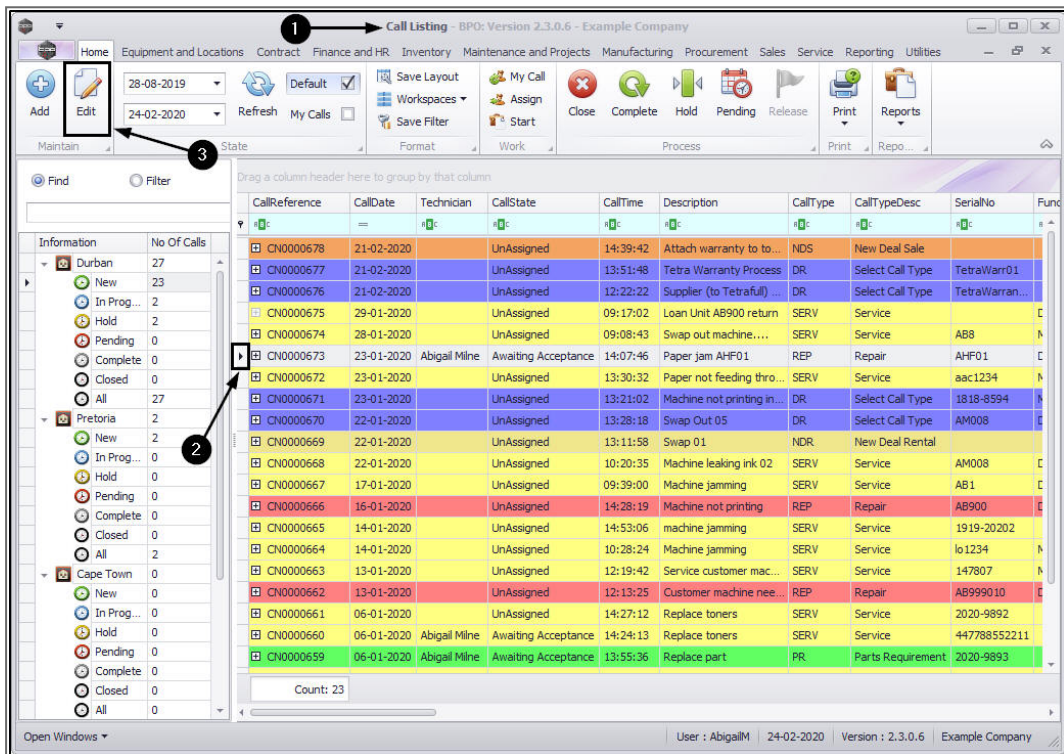 1
Call Listing - BPO: Version 2.3.0.6 - Example Company
Home Equipment and Locations Contract Finance and HR Inventory Maintenance and Projects Manufacturing Procurement Sales Service Reporting Utilities
Add Edit 28-08-2019 24-02-2020 Refresh Default My Calls Save Layout Workspaces Save Filter My Call Assign Start Close Complete Hold Pending Release Print Reports
Maintain State Format Work Process Print Repo...
3
Find Filter
Drag a column header here to group by that column
CallReference CallDate Technician CallState CallTime Description CallType CallTypeDesc SerialNo Func
Information No Of Calls
Durban 27
New 23
In Prog... 2
Hold 2
Pending 0
Complete 0
Closed 0
All 27
Pretoria 2
New 2
In Prog... 0
Hold 0
Pending 0
Complete 0
Closed 0
All 2
Cape Town 0
New 0
In Prog... 0
Hold 0
Pending 0
Complete 0
Closed 0
All 0
2
CN0000678 21-02-2020 UnAssigned 14:39:42 Attach warranty to to... NDS New Deal Sale
CN0000677 21-02-2020 UnAssigned 13:51:48 Tetra Warranty Process DR Select Call Type TetraWarr01
CN0000676 21-02-2020 UnAssigned 12:22:22 Supplier (to Tetrafull) ... DR Select Call Type TetraWarran...
CN0000675 29-01-2020 UnAssigned 09:17:02 Loan Unit AB900 return SERV Service
CN0000674 28-01-2020 UnAssigned 09:08:43 Swap out machine.... SERV Service AB8
CN0000673 23-01-2020 Abigail Milne Awaiting Acceptance 14:07:46 Paper jam AHF01 REP Repair AHF01
CN0000672 23-01-2020 UnAssigned 13:30:32 Paper not feeding thro... SERV Service aac1234
CN0000671 23-01-2020 UnAssigned 13:21:02 Machine not printing in... DR Select Call Type 1818-8594
CN0000670 22-01-2020 UnAssigned 13:28:18 Swap Out 05 DR Select Call Type AM008
CN0000669 22-01-2020 UnAssigned 13:11:58 Swap 01 NDR New Deal Rental
CN0000668 22-01-2020 UnAssigned 10:20:35 Machine leaking ink 02 SERV Service AM008
CN0000667 17-01-2020 UnAssigned 09:39:00 Machine jamming SERV Service AB1
CN0000666 16-01-2020 UnAssigned 14:28:19 Machine not printing REP Repair AB900
CN0000665 14-01-2020 UnAssigned 14:53:06 machine jamming SERV Service 1919-20202
CN0000664 14-01-2020 UnAssigned 10:28:24 Machine jamming SERV Service lo1234
CN0000663 13-01-2020 UnAssigned 12:19:42 Service customer mac... SERV Service 147807
CN0000662 13-01-2020 UnAssigned 12:13:25 Customer machine nee... REP Repair AB999010
CN0000661 06-01-2020 UnAssigned 14:27:12 Replace toners SERV Service 2020-9892
CN0000660 06-01-2020 Abigail Milne Awaiting Acceptance 14:24:13 Replace toners SERV Service 447788552211
CN0000659 06-01-2020 Abigail Milne Awaiting Acceptance 13:55:36 Replace part PR Parts Requirement 2020-9893
Count: 23
Open Windows User : AbigailM 24-02-2020 Version : 2.3.0.6 Example Company